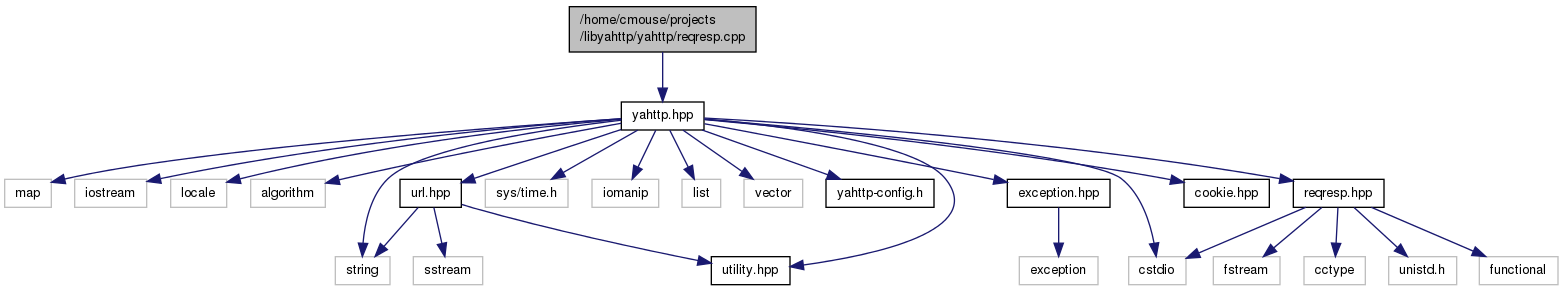 /home/cmouse/projects
/libyahttp/yahttp/reqresp.cpp
yahttp.hpp
map
iostream
locale
algorithm
url.hpp
sys/time.h
iomanip
list
vector
yahttp-config.h
exception.hpp
cookie.hpp
reqresp.hpp
string
sstream
utility.hpp
exception
cstdio
fstream
cctype
unistd.h
functional